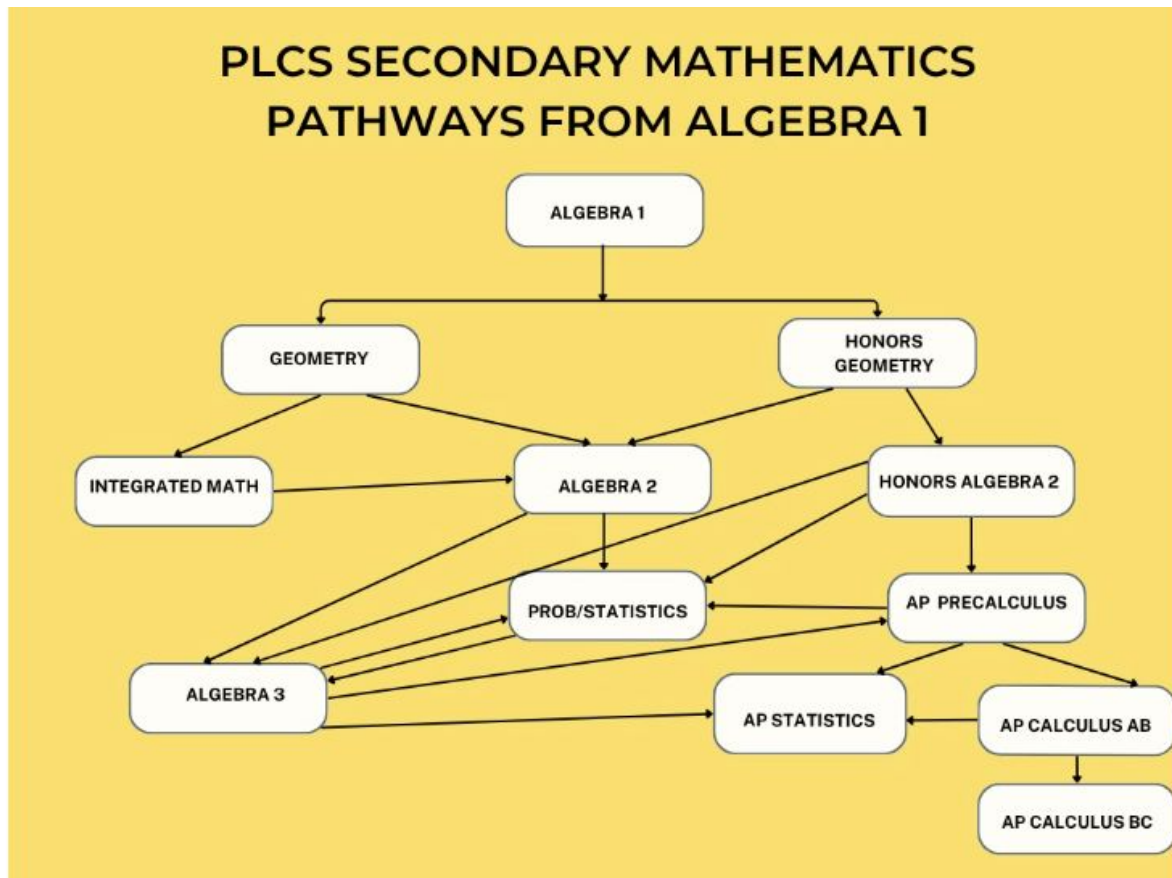 PLCS SECONDARY MATHEMATICS
PATHWAYS FROM ALGEBRA 1
ALGEBRA 1
GEOMETRY
HONORS
GEOMETRY
INTEGRATED MATH
ALGEBRA 2
HONORS ALGEBRA 2
PROB/STATISTICS
AP PRECALCULUS
ALGEBRA 3
AP STATISTICS
AP CALCULUS AB
AP CALCULUS BC